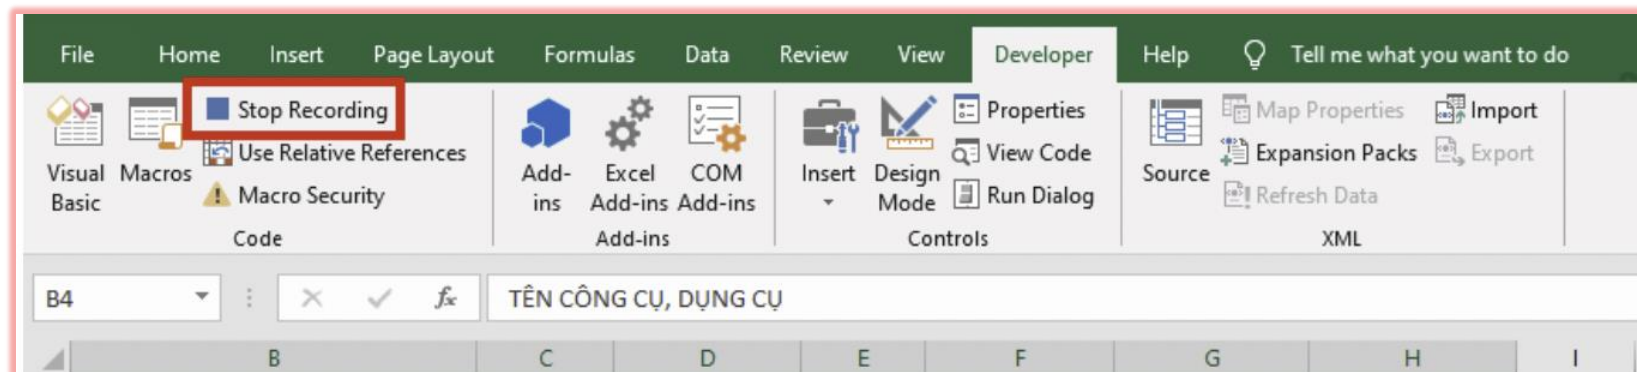 File Home Insert Page Layout Formulas Data Review View Developer Help Tell me what you want to do
Visual Basic
Macros
Stop Recording
Use Relative References
Macro Security
Code
Add-ins
Excel Add-ins
COM Add-ins
Add-ins
Insert
Design Mode
Properties
View Code
Run Dialog
Controls
Source
Map Properties
Expansion Packs
Refresh Data
Import
Export
XML
B4 fx TÊN CÔNG CỤ, DỤNG CỤ
B C D E F G H I